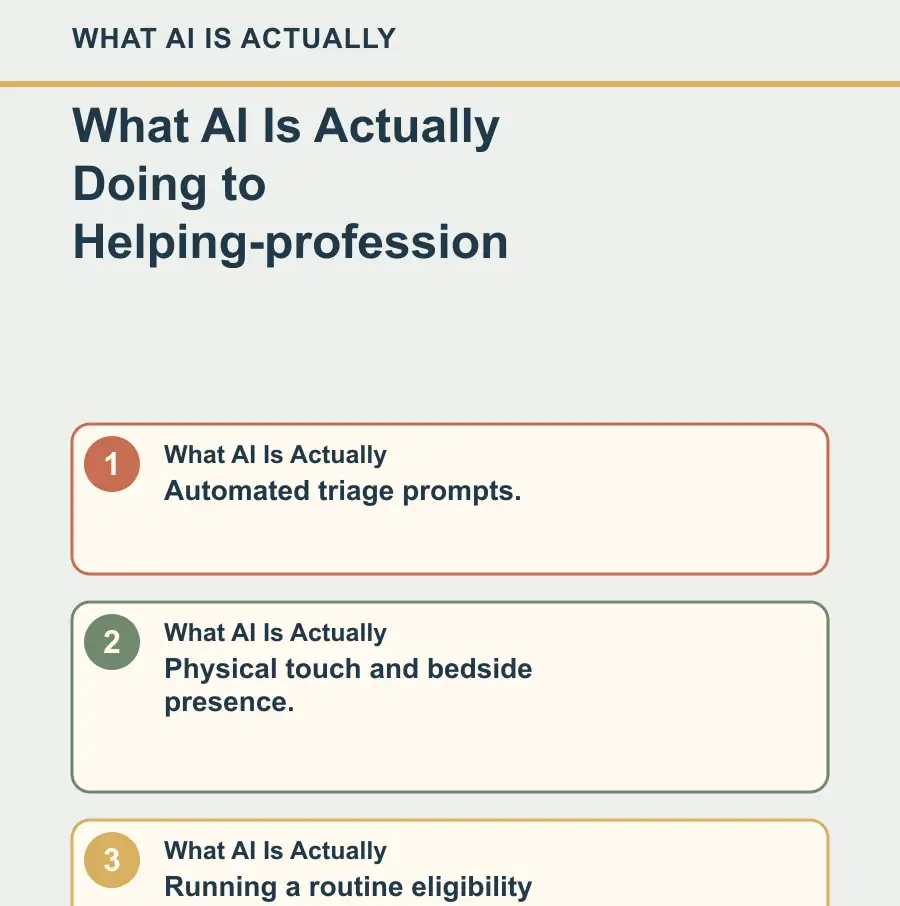 WHAT AI IS ACTUALLY
What AI Is Actually
Doing to
Helping-profession
1
What AI Is Actually
Automated triage prompts.
2
What AI Is Actually
Physical touch and bedside
presence.
3
What AI Is Actually
Running a routine eligibility